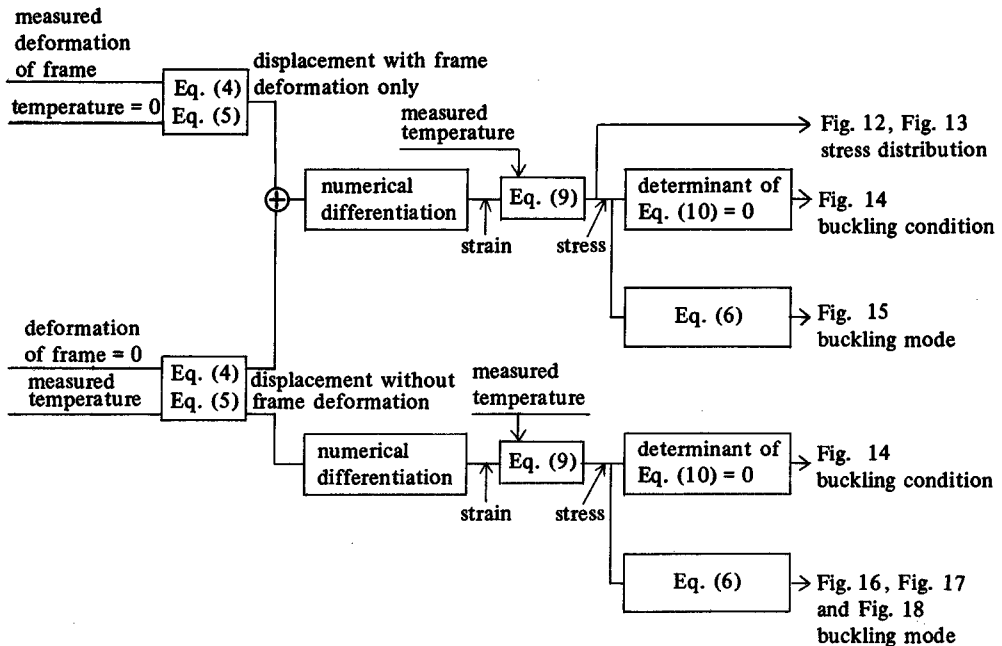 measured
deformation
of frame
temperature = 0
Eq. (4)
Eq. (5)
displacement with frame
deformation only
measured
temperature
numerical
differentiation
strain
Eq. (9)
stress
determinant of
Eq. (10) = 0
Eq. (6)
Fig. 12, Fig. 13
stress distribution
Fig. 14
buckling condition
Fig. 15
buckling mode
deformation
of frame = 0
measured
temperature
Eq. (4)
Eq. (5)
displacement without
frame deformation
measured
temperature
numerical
differentiation
strain
Eq. (9)
stress
determinant of
Eq. (10) = 0
Eq. (6)
Fig. 14
buckling condition
Fig. 16, Fig. 17
and Fig. 18
buckling mode